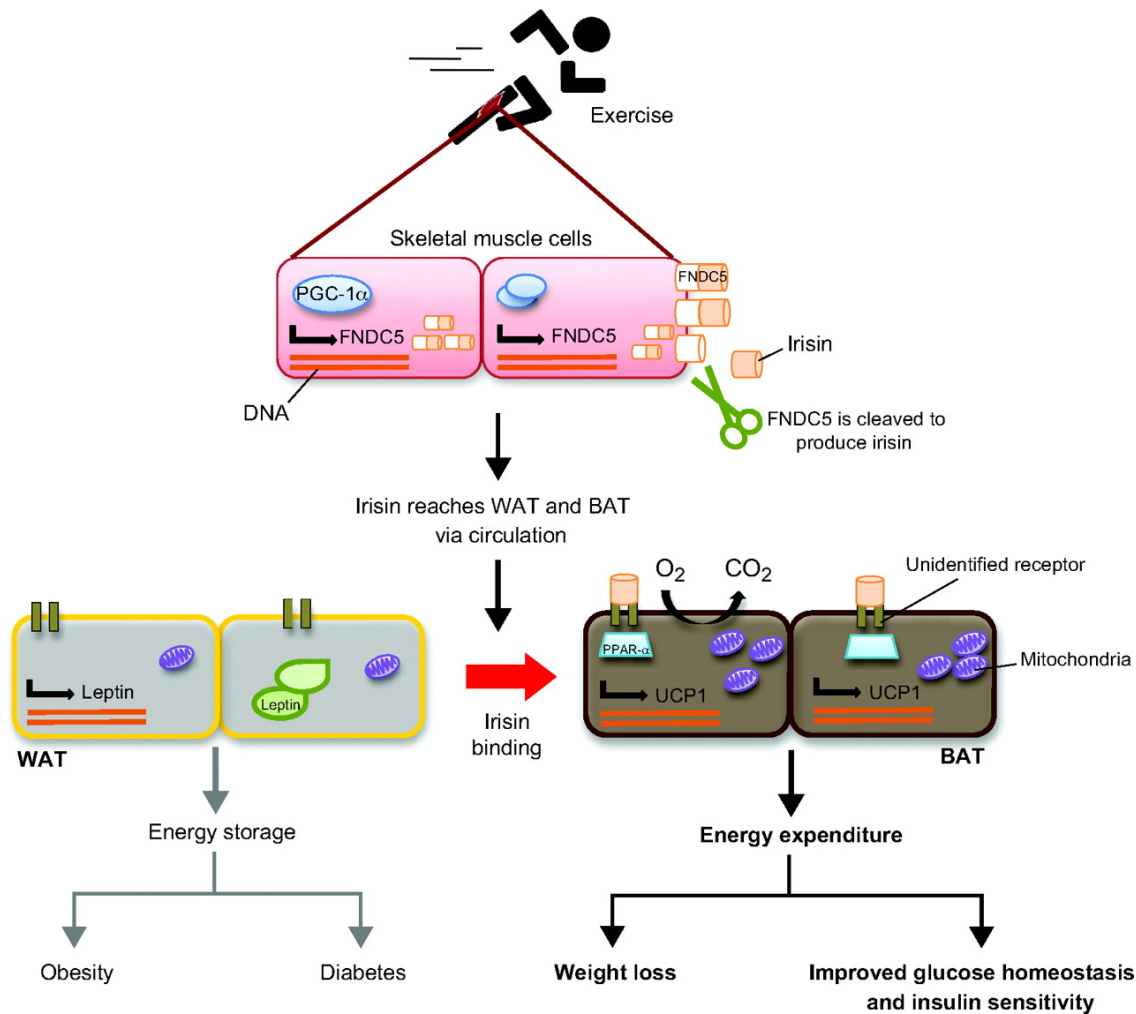 Exercise
Skeletal muscle cells
PGC-1α
FNDC5
FNDC5
FNDC5
Irisin
DNA
FNDC5 is cleaved to
produce irisin
Irisin reaches WAT and BAT
via circulation
O2
CO2
Unidentified receptor
PPAR-α
Mitochondria
Leptin
Leptin
UCP1
UCP1
Irisin
binding
WAT
BAT
Energy storage
Energy expenditure
Obesity
Diabetes
Weight loss
Improved glucose homeostasis
and insulin sensitivity